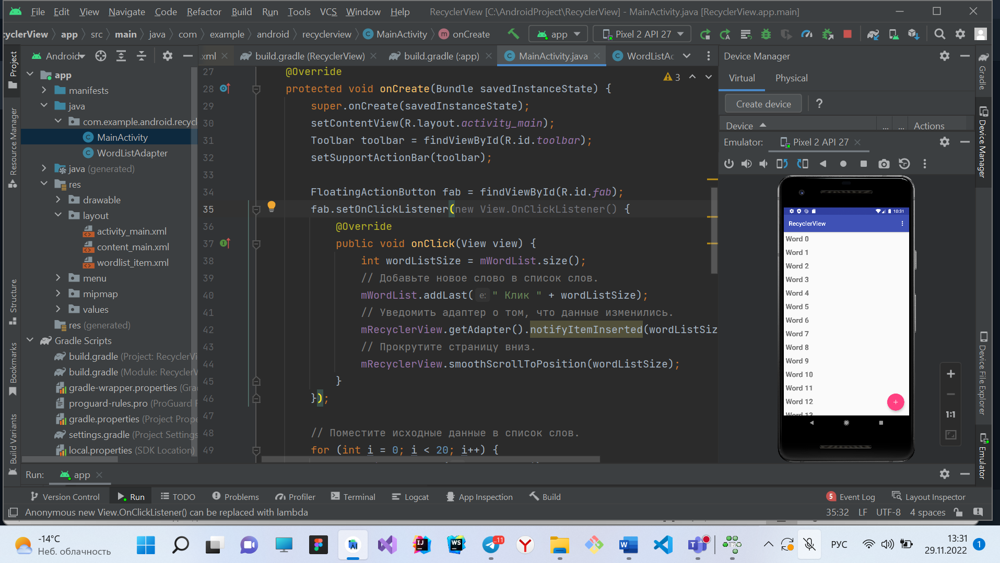 File Edit View Navigate Code Refactor Build Run Tools VCS Window Help RecyclerView [C:\AndroidProject\RecyclerView] - MainActivity.java [RecyclerView.app.main]
cyclerView app src main java com example android recyclerview MainActivity onCreate app Pixel 2 API 27
Project
Resource Manager
Structure
Bookmarks
Build Variants
Android
.xml build.gradle (RecyclerView) build.gradle (:app) MainActivity.java WordListAc
app
manifests
java
com.example.android.recycl
MainActivity
WordListAdapter
java (generated)
res
drawable
layout
activity_main.xml
content_main.xml
wordlist_item.xml
menu
mipmap
values
res (generated)
Gradle Scripts
build.gradle (Project: RecyclerVi
build.gradle (Module: RecyclerV
gradle-wrapper.properties (Gra
proguard-rules.pro (ProGuard F
gradle.properties (Project Prope
settings.gradle (Project Settings
local.properties (SDK Location)
3
27 @Override
28 protected void onCreate(Bundle savedInstanceState) {
29 super.onCreate(savedInstanceState);
30 setContentView(R.layout.activity_main);
31 Toolbar toolbar = findViewById(R.id.toolbar);
32 setSupportActionBar(toolbar);
33
34 FloatingActionButton fab = findViewById(R.id.fab);
35 fab.setOnClickListener(new View.OnClickListener() {
36 @Override
37 public void onClick(View view) {
38 int wordListSize = mWordList.size();
39 // Добавьте новое слово в список слов.
40 mWordList.addLast( e: " Клик " + wordListSize);
41 // Уведомить адаптер о том, что данные изменились.
42 mRecyclerView.getAdapter().notifyItemInserted(wordListSiz
43 // Прокрутите страницу вниз.
44 mRecyclerView.smoothScrollToPosition(wordListSize);
45 }
46 });
47
48 // Поместите исходные данные в список слов.
49 for (int i = 0; i < 20; i++) {
Device Manager
Virtual Physical
Create device ?
Device ... ... Actions
Emulator: Pixel 2 API 27
10:31
RecyclerView
Word 0
Word 1
Word 2
Word 3
Word 4
Word 5
Word 6
Word 7
Word 8
Word 9
Word 10
Word 11
Word 12
Word 13
1:1
Gradle
Device Manager
Device File Explorer
Emulator
Run: app
Version Control Run TODO Problems Profiler Terminal Logcat App Inspection Build 5 Event Log Layout Inspector
Anonymous new View.OnClickListener() can be replaced with lambda 35:32 LF UTF-8 4 spaces
-14°C
Неб. облачность
IJ
WS
..11
РУС
13:31
29.11.2022
1